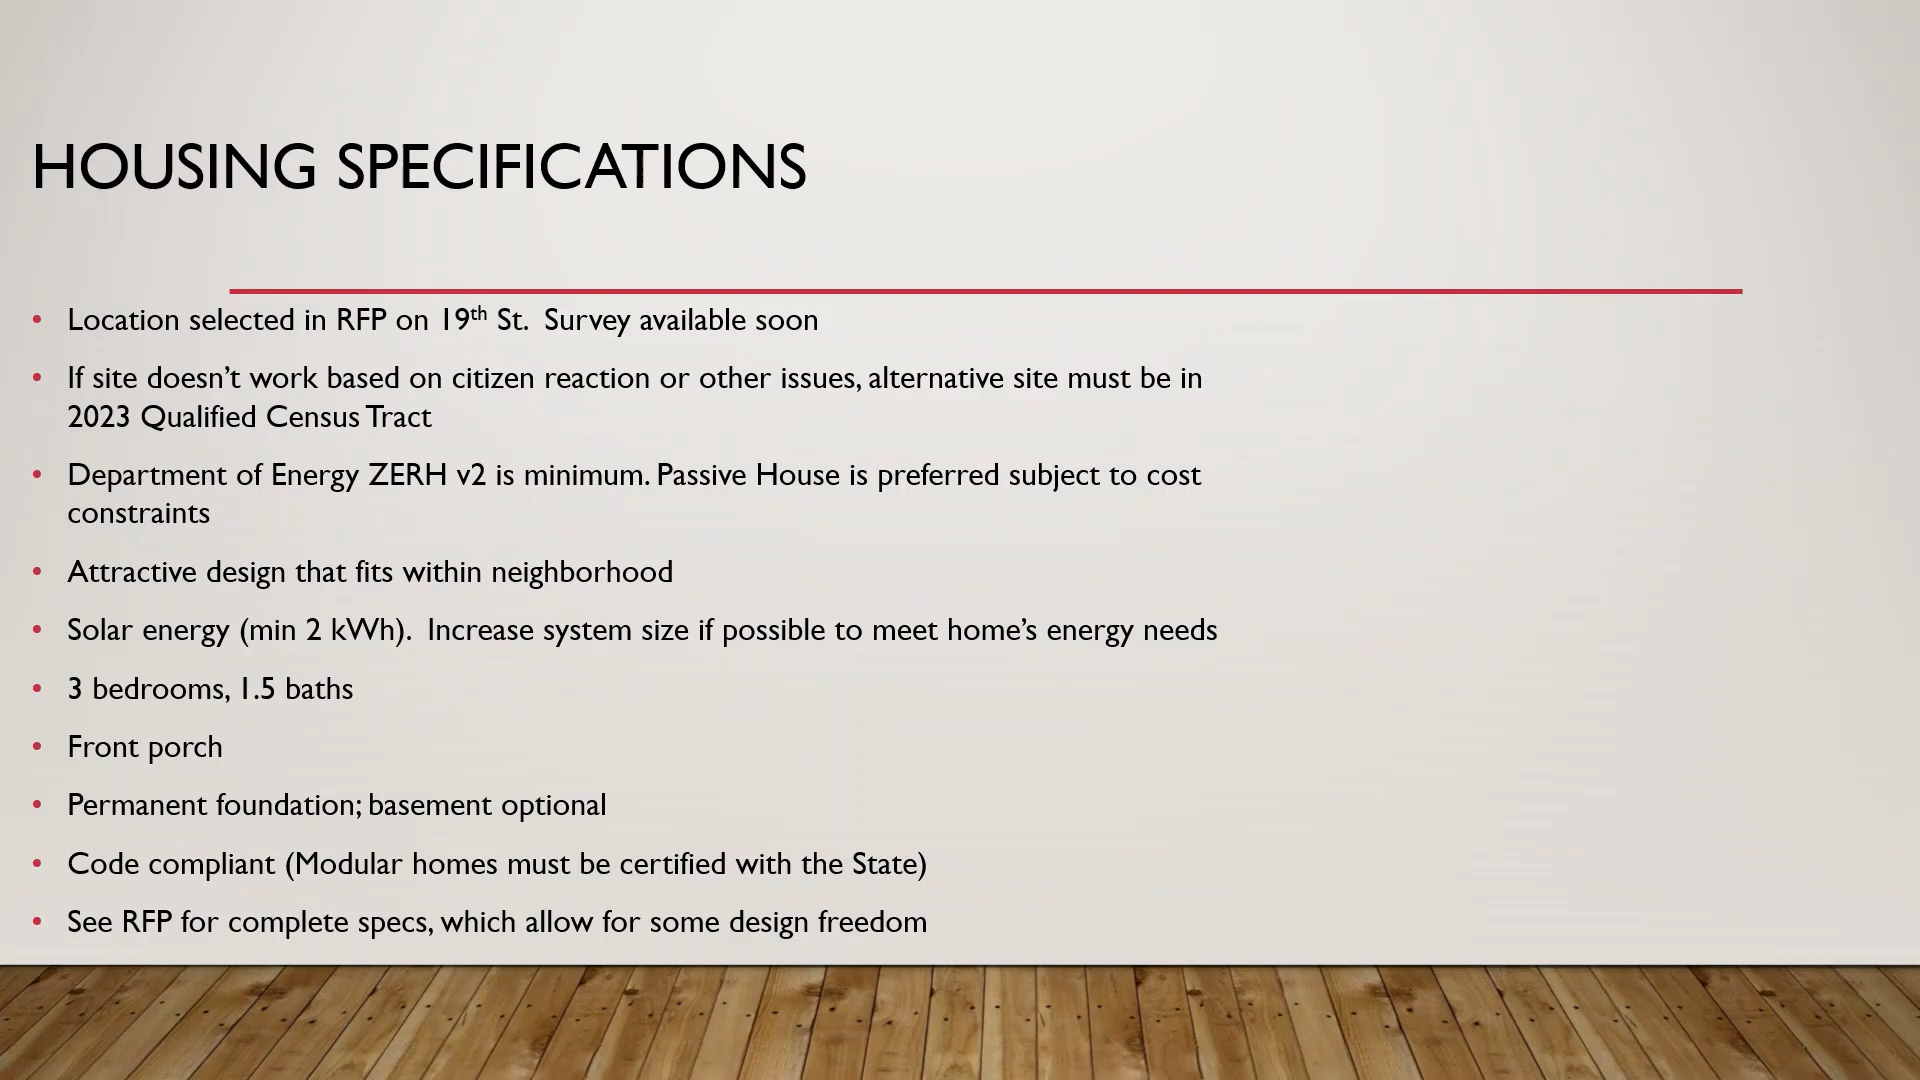 HOUSING SPECIFICATIONS
• Location selected in RFP on 19th St.  Survey available soon
• If site doesn’t work based on citizen reaction or other issues, alternative site must be in
2023 Qualified Census Tract
• Department of Energy ZERH v2 is minimum. Passive House is preferred subject to cost
constraints
• Attractive design that fits within neighborhood
• Solar energy (min 2 kWh).  Increase system size if possible to meet home’s energy needs
• 3 bedrooms, 1.5 baths
• Front porch
• Permanent foundation; basement optional
• Code compliant (Modular homes must be certified with the State)
• See RFP for complete specs, which allow for some design freedom